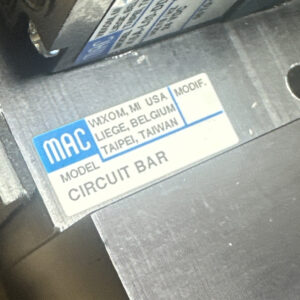 MAC
WIXOM, MI USA
LIEGE, BELGIUM
TAIPEI, TAIWAN
MODIF.
MODEL
CIRCUIT BAR